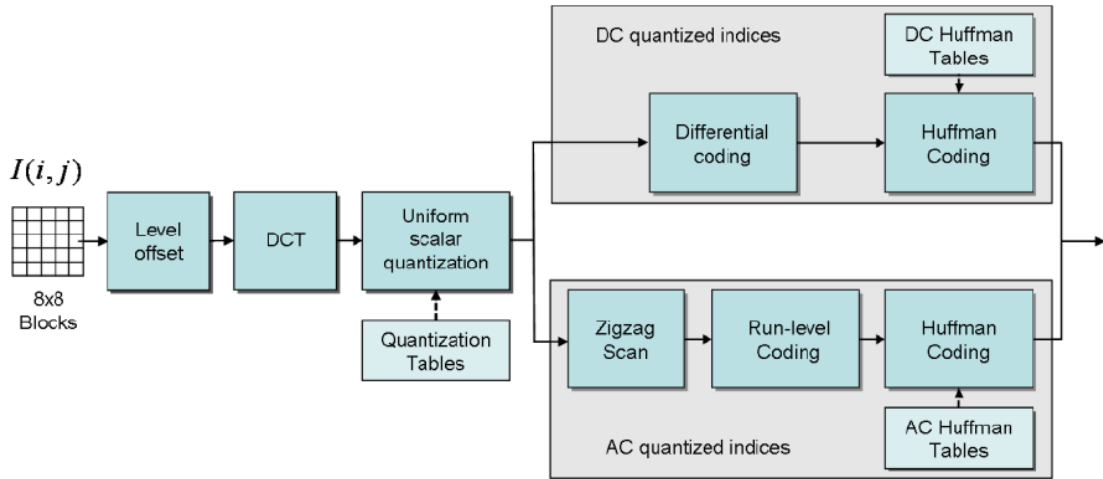 I(i, j)
8x8
Blocks
Level
offset
DCT
Uniform
scalar
quantization
Quantization
Tables
DC quantized indices
DC Huffman
Tables
Differential
coding
Huffman
Coding
Zigzag
Scan
Run-level
Coding
Huffman
Coding
AC quantized indices
AC Huffman
Tables